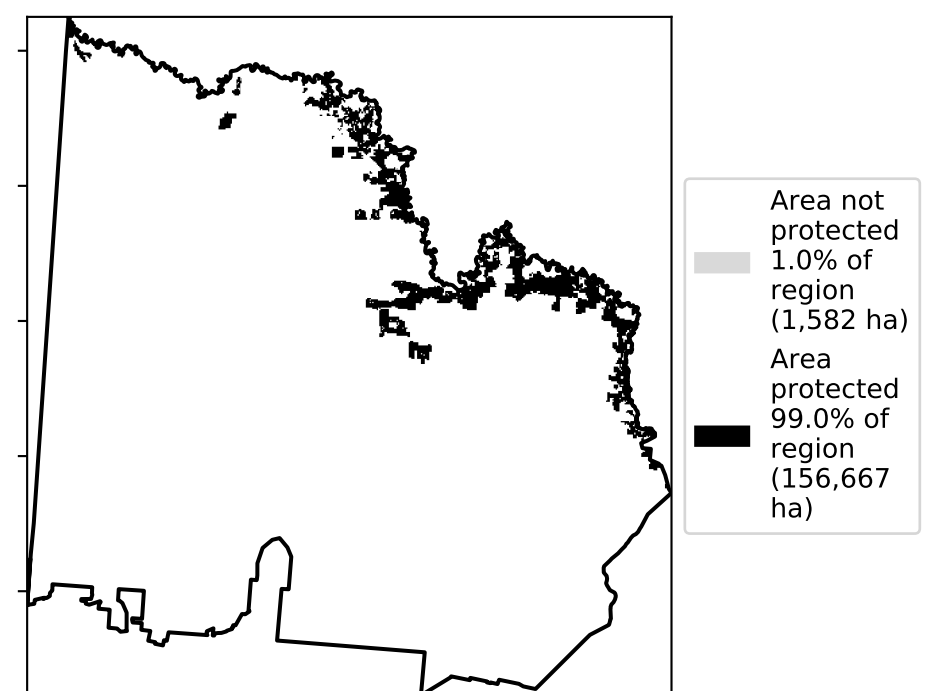 Area not
protected
1.0% of
region
(1,582 ha)
Area
protected
99.0% of
region
(156,667
ha)